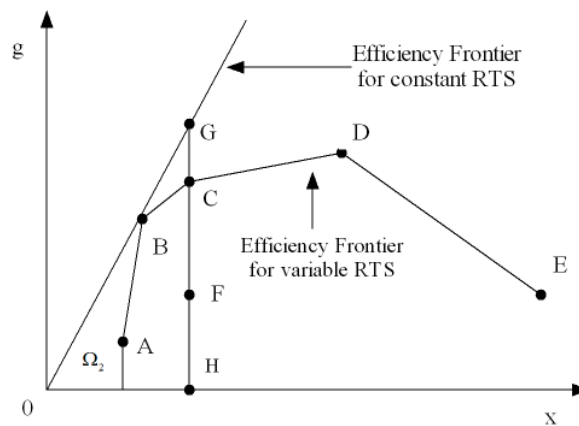 g
Efficiency Frontier
for constant RTS
G
D
C
B
Efficiency Frontier
for variable RTS
E
F
A
Ω₂
H
0
x